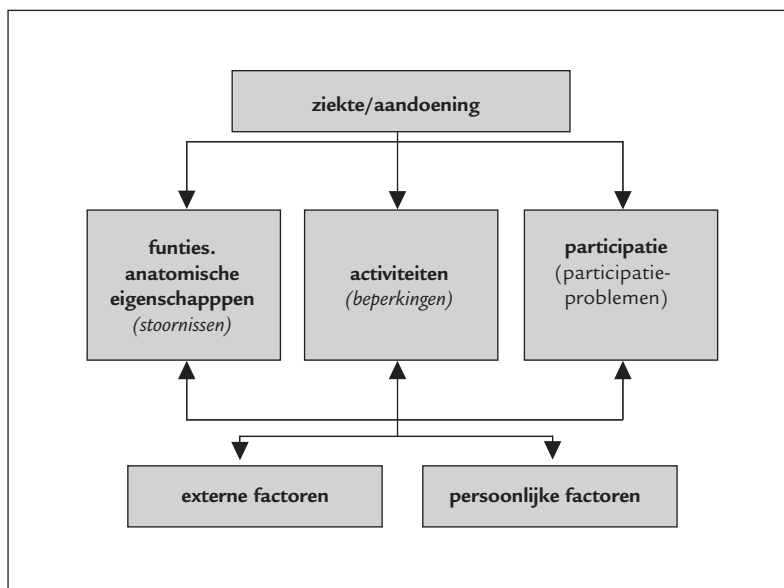 ziekte/aandoening
funties.
anatomische
eigenschapppen
(stoornissen)
activiteiten
(beperkingen)
participatie
(participatie-
problemen)
externe factoren
persoonlijke factoren